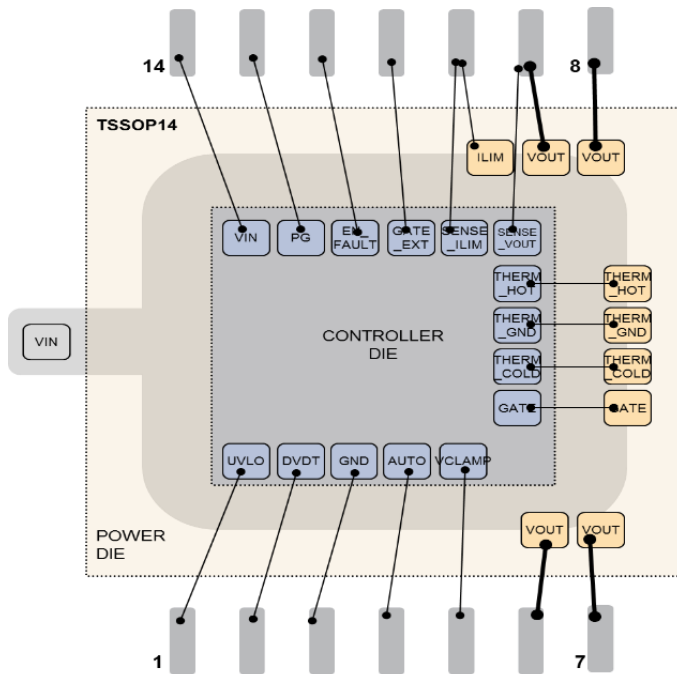 14
8
TSSOP14
ILIM
VOUT
VOUT
VIN
PG
EN_
FAULT
GATE
_EXT
SENSE
_ILIM
SENSE
_VOUT
THERM
_HOT
THERM
_HOT
THERM
_GND
THERM
_GND
VIN
CONTROLLER
DIE
THERM
_COLD
THERM
_COLD
GATE
GATE
UVLO
DVDT
GND
AUTO
VCLAMP
POWER
DIE
VOUT
VOUT
1
7